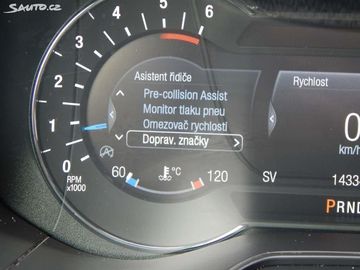 Sauto.cz
5
6
4
3
2
1
0
RPM
x1000
Asistent řidiče
Pre-collision Assist
Monitor tlaku pneu
Omezovač rychlosti
Doprav. značky
60
°C
120
Rychlost
0
km/h
SV
1433
PRND